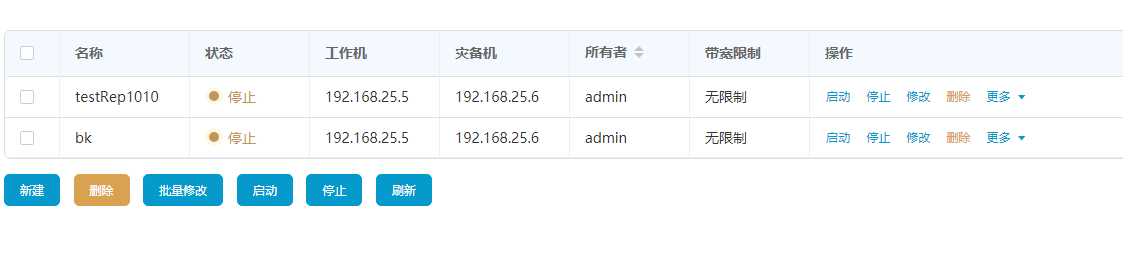 名称 状态 工作机 灾备机 所有者 带宽限制 操作
testRep1010 停止 192.168.25.5 192.168.25.6 admin 无限制 启动 停止 修改 删除 更多
bk 停止 192.168.25.5 192.168.25.6 admin 无限制 启动 停止 修改 删除 更多
新建 删除 批量修改 启动 停止 刷新